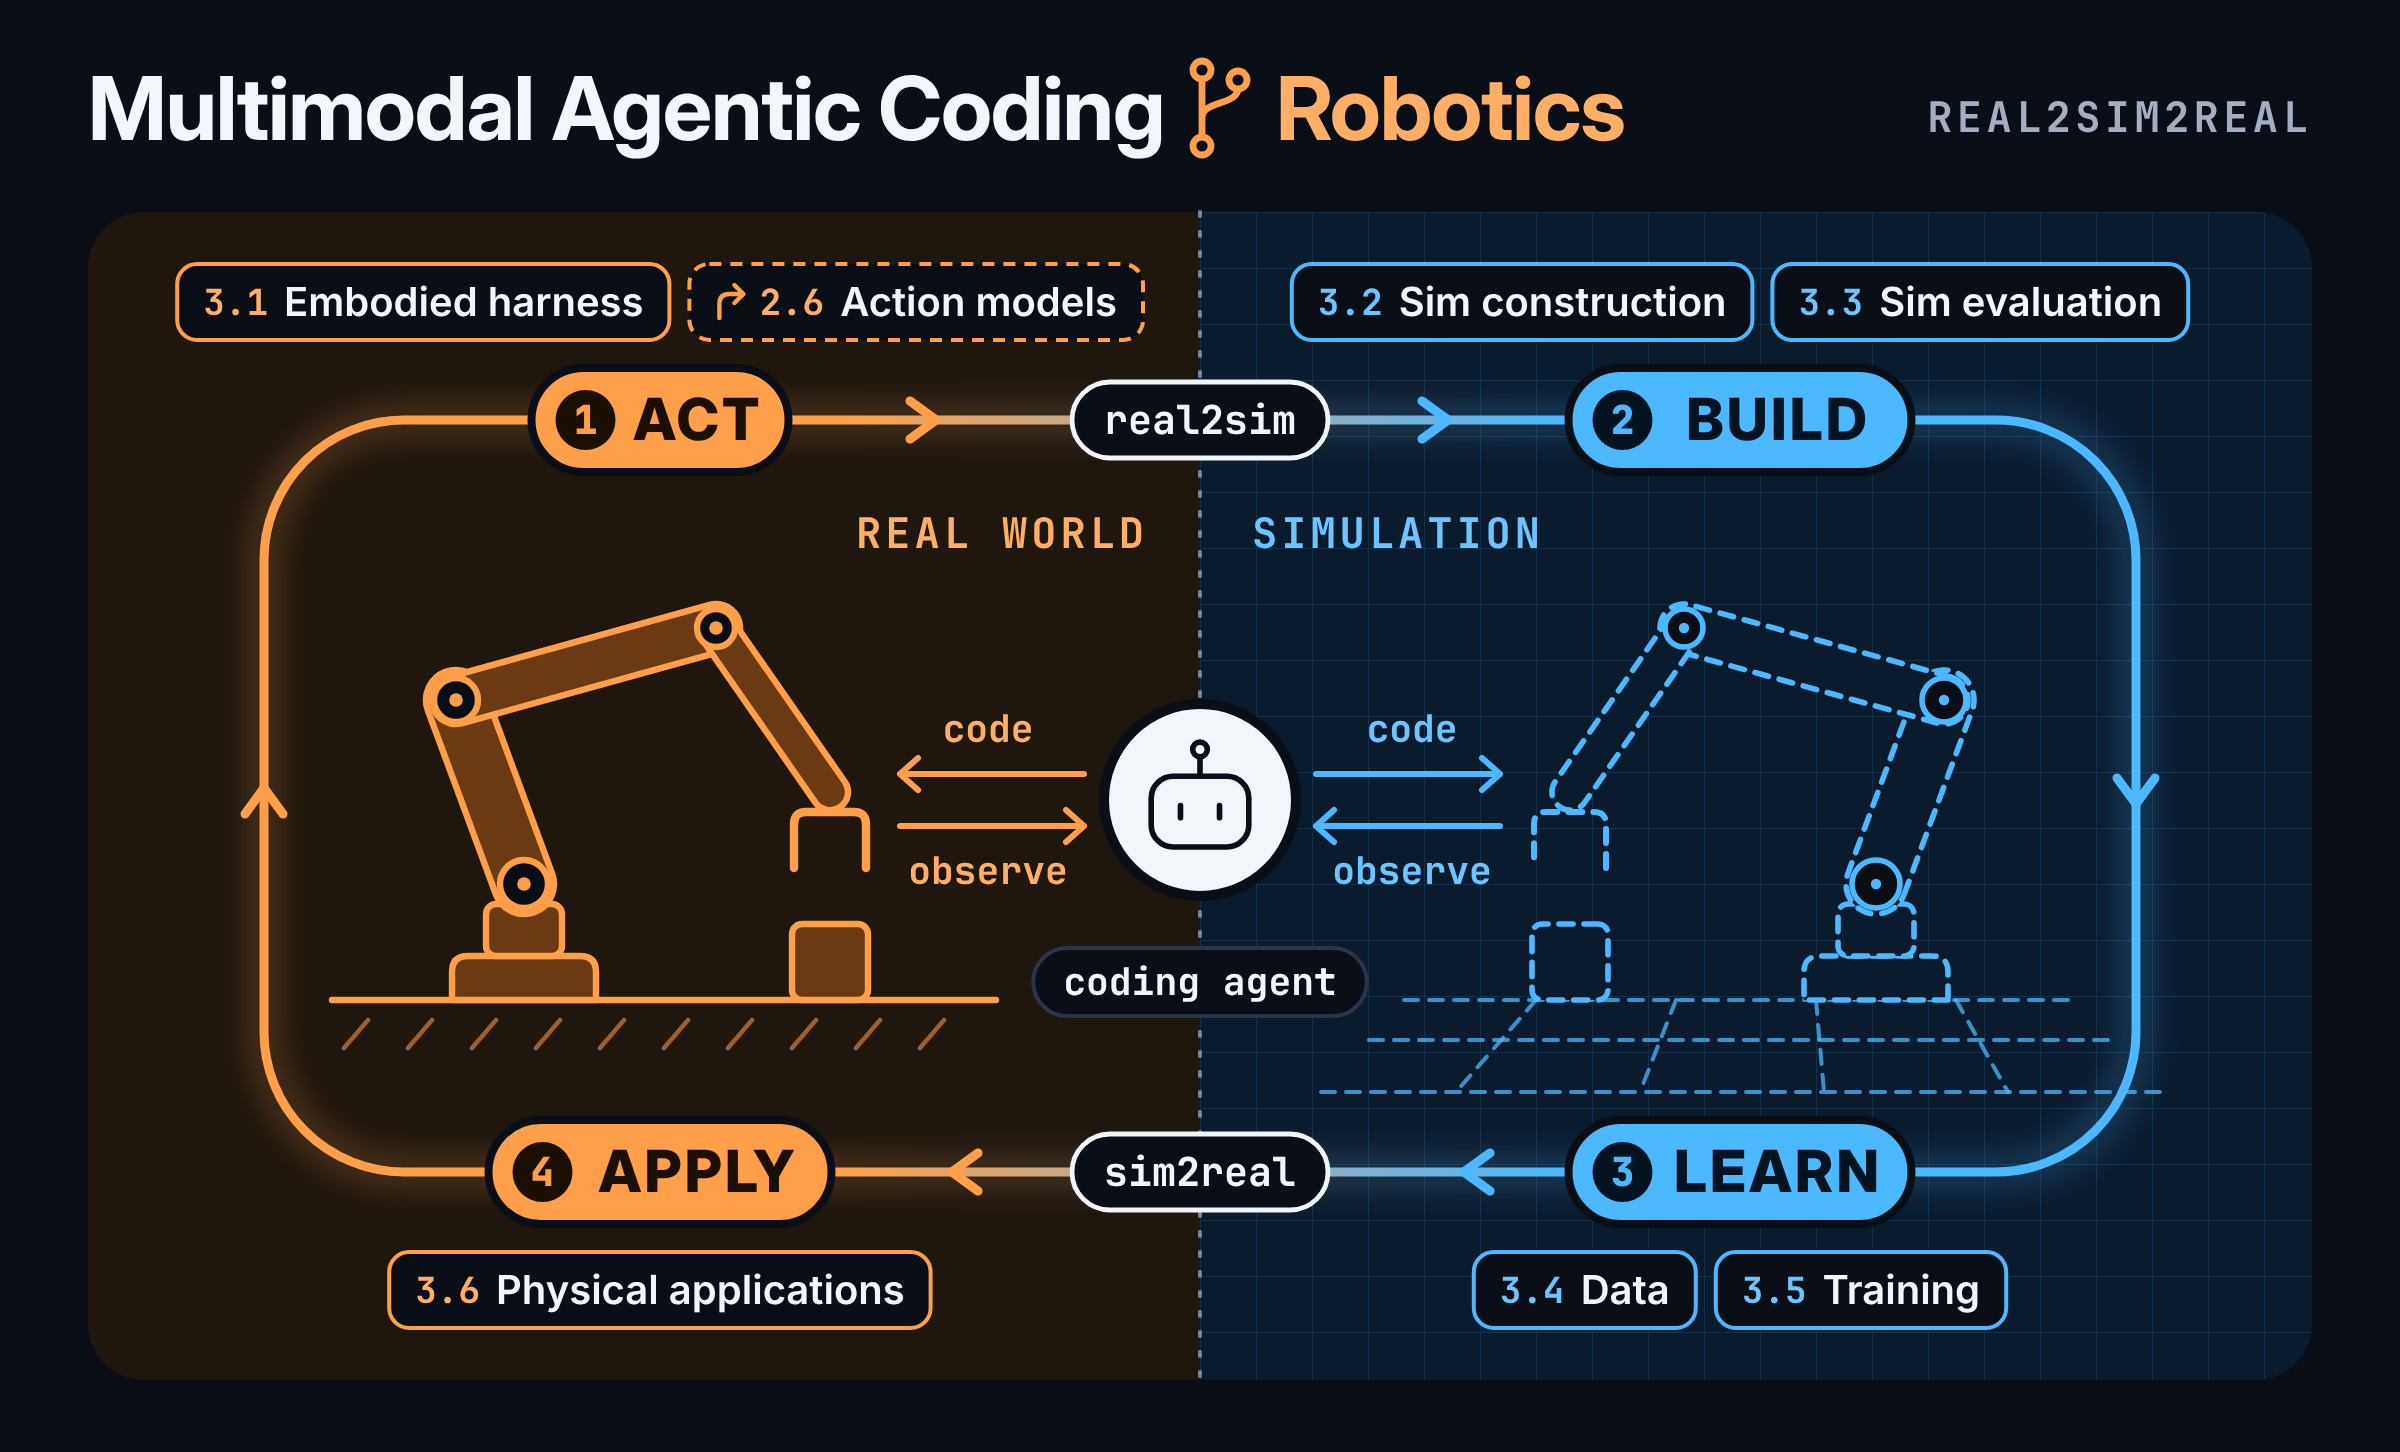 Multimodal Agentic Coding Robotics
REAL2SIM2REAL
3.1 Embodied harness
2.6 Action models
3.2 Sim construction
3.3 Sim evaluation
1 ACT
real2sim
2 BUILD
REAL WORLD
SIMULATION
code
code
observe
observe
coding agent
4 APPLY
sim2real
3 LEARN
3.6 Physical applications
3.4 Data
3.5 Training